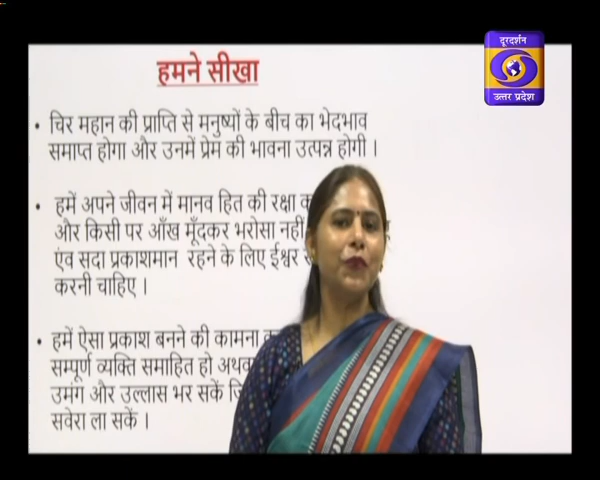 दूरदर्शन
उत्तर प्रदेश
हमने सीखा
• चिर महान की प्राप्ति से मनुष्यों के बीच का भेदभाव
समाप्त होगा और उनमें प्रेम की भावना उत्पन्न होगी ।
• हमें अपने जीवन में मानव हित की रक्षा
और किसी पर आँख मूँदकर भरोसा नहीं
एंव सदा प्रकाशमान रहने के लिए ईश्वर
करनी चाहिए ।
• हमें ऐसा प्रकाश बनने की कामना
सम्पूर्ण व्यक्ति समाहित हो
उमंग और उल्लास भर सकें
सवेरा ला सकें ।